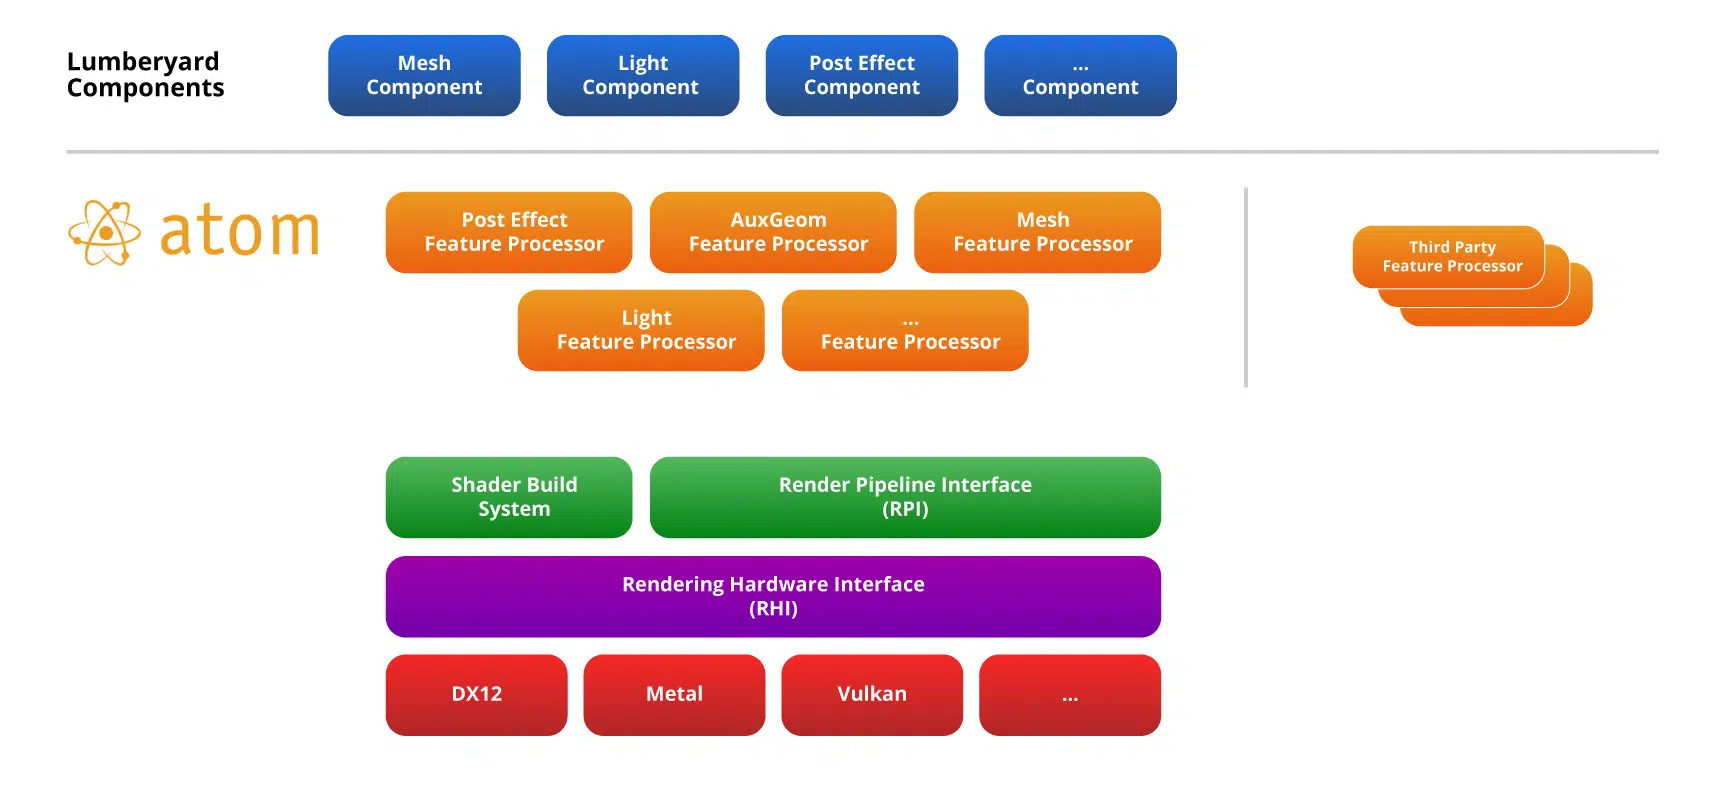 Lumberyard
Components
Mesh
Component
Light
Component
Post Effect
Component
...
Component
atom
Post Effect
Feature Processor
AuxGeom
Feature Processor
Mesh
Feature Processor
Light
Feature Processor
...
Feature Processor
Third Party
Feature Processor
Shader Build
System
Render Pipeline Interface
(RPI)
Rendering Hardware Interface
(RHI)
DX12
Metal
Vulkan
...